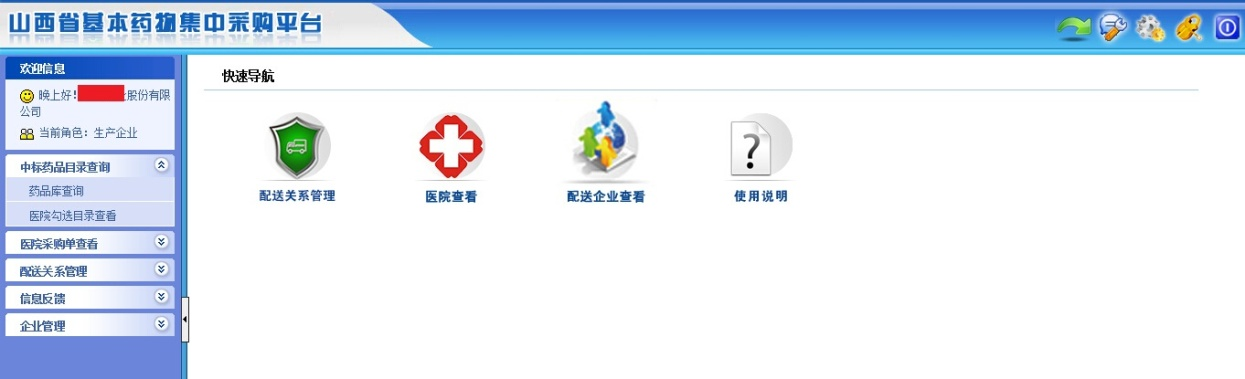 山西省基本药物集中采购平台
欢迎信息
晚上好!
股份有限
公司
当前角色：生产企业
中标药品目录查询
药品库查询
医院勾选目录查看
医院采购单查看
配送关系管理
信息反馈
企业管理
快速导航
配送关系管理
医院查看
配送企业查看
?
使用说明